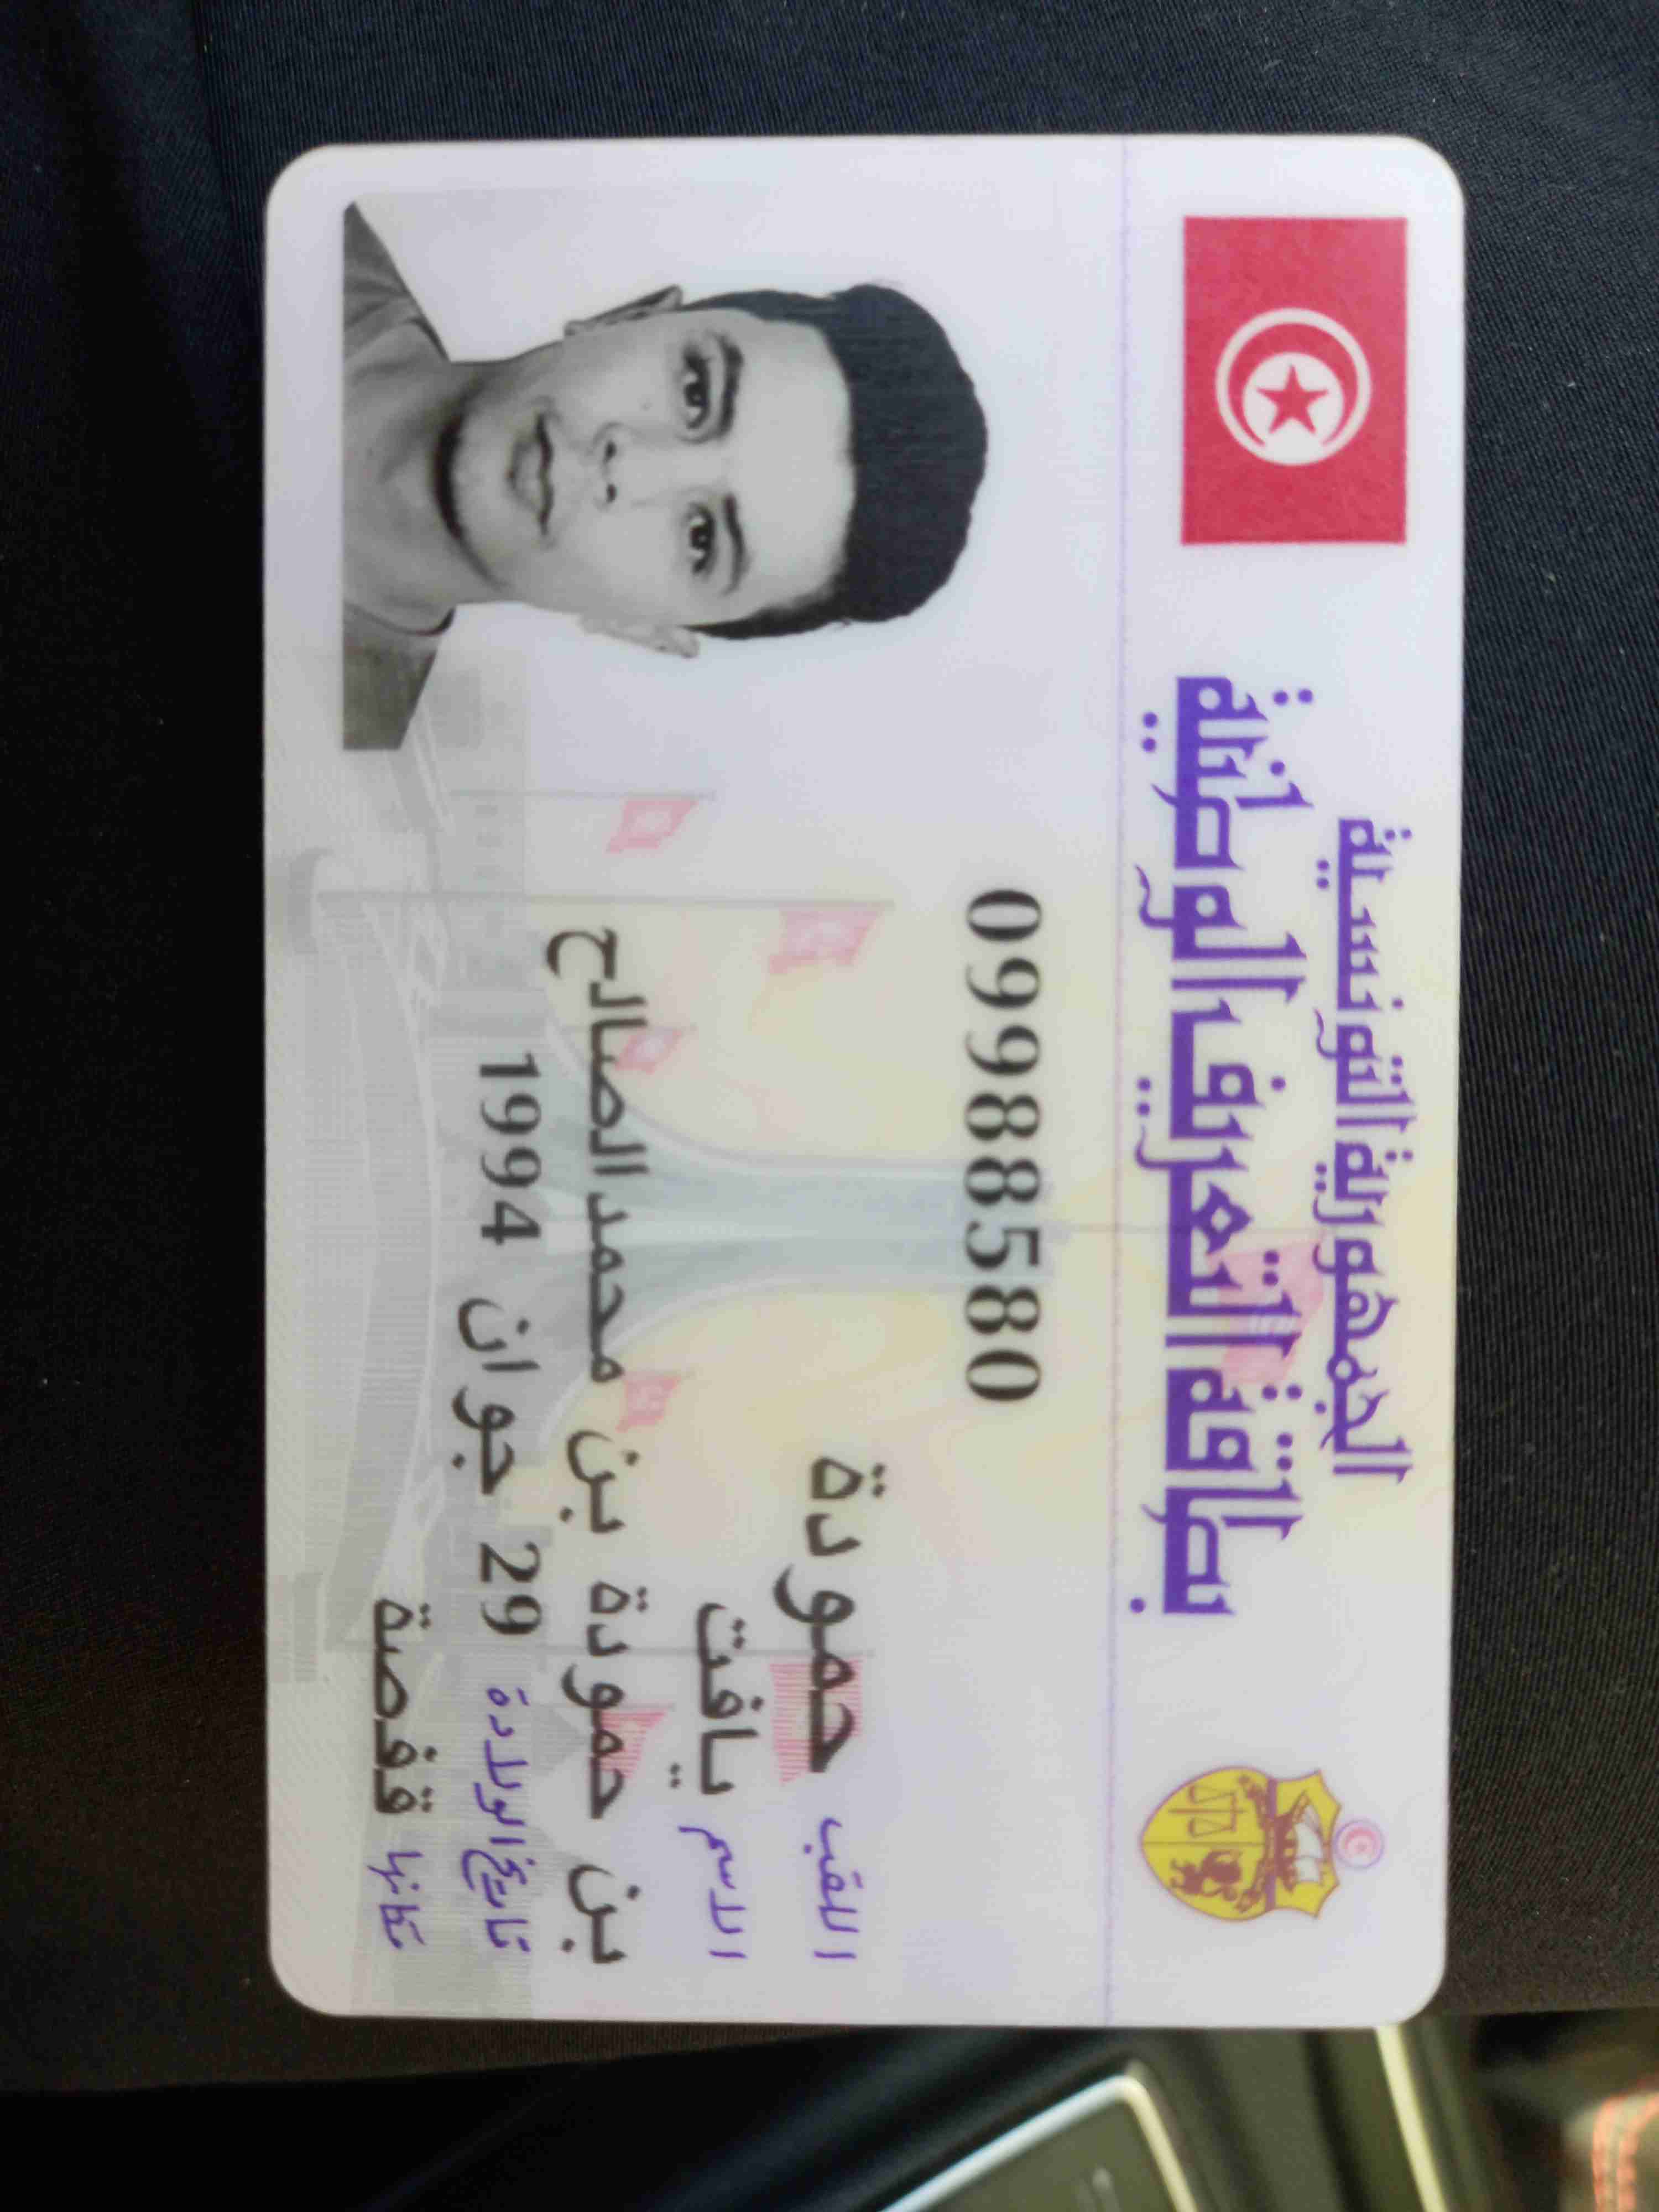 الجمهورية التونسية
بطاقة التعريف الوطنية
09988580
اللقب حمودة
الاسم يافت
بن حمودة بن محمد الصالح
تاريخ الولادة 29 جوان 1994
مكانها قفصة